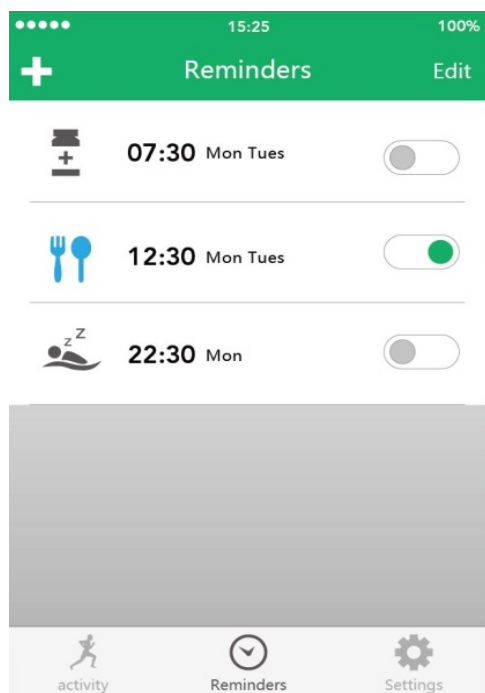 15:25 100%
Reminders Edit
07:30 Mon Tues
12:30 Mon Tues
z Z
22:30 Mon
activity Reminders Settings